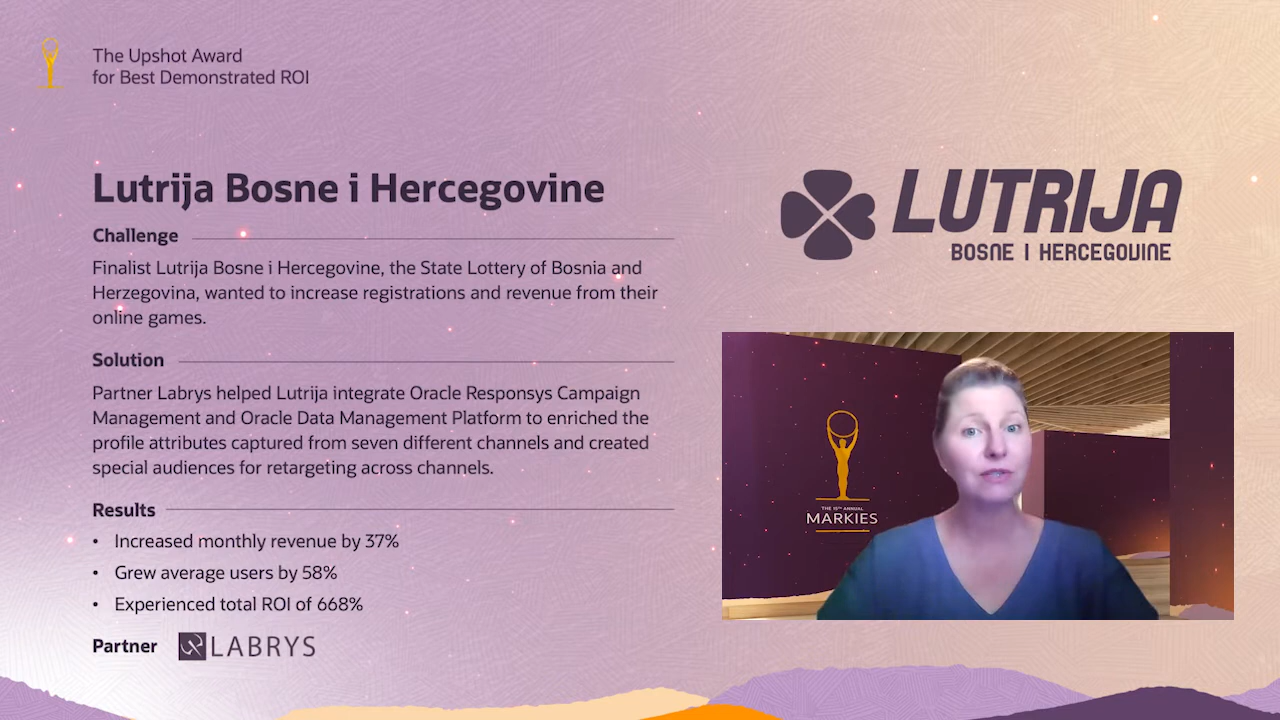 The Upshot Award
for Best Demonstrated ROI
Lutrija Bosne i Hercegovine
Challenge
Finalist Lutrija Bosne i Hercegovine, the State Lottery of Bosnia and
Herzegovina, wanted to increase registrations and revenue from their
online games.
Solution
Partner Labrys helped Lutrija integrate Oracle Responsys Campaign
Management and Oracle Data Management Platform to enriched the
profile attributes captured from seven different channels and created
special audiences for retargeting across channels.
Results
• Increased monthly revenue by 37%
• Grew average users by 58%
• Experienced total ROI of 668%
Partner LABRYS
LUTRIJA
BOSNE I HERCEGOVINE
THE 15TH ANNUAL
MARKIES